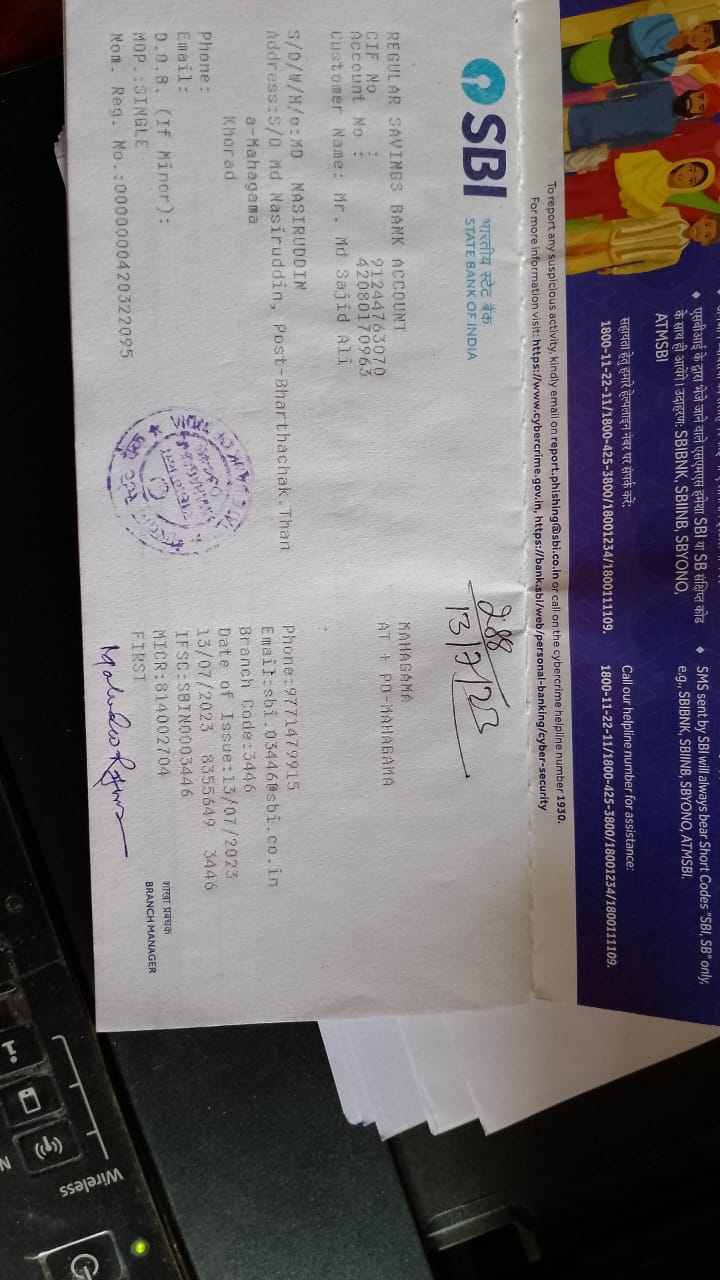 एसबीआई के द्वारा भेजे जाने वाले एसएमएस हमेशा SBI या SB संक्षिप्त कोड
के साथ ही आयेंगे। उदाहरण: SBIBNK, SBIINB, SBYONO,
ATMSBI
SMS sent by SBI will always bear Short Codes "SBI, SB" only,
e.g., SBIBNK, SBIINB, SBYONO, ATMSBI.
सहायता हेतु हमारे हेल्पलाइन नंबर पर संपर्क करें:
1800-11-22-11/1800-425-3800/18001234/1800111109.
Call our helpline number for assistance:
1800-11-22-11/1800-425-3800/18001234/1800111109.
To report any suspicious activity, kindly email on report.phishing@sbi.co.in or call on the cybercrime helpline number 1930.
For more information visit: https://www.cybercrime.gov.in, https://bank.sbi/web/personal-banking/cyber-security
SBI
भारतीय स्टेट बैंक
STATE BANK OF INDIA
288
13/7/23
REGULAR SAVINGS BANK ACCOUNT
CIF No : 91244763070
Account No : 42080170963
Customer Name: Mr. Md Sajid Ali
S/D/W/H/o:MD NASIRUDDIN
Address:S/O Md Nasiruddin, Post-Bharthachak.Than
a-Mahagama
Khorad
Phone:
Email:
D.O.B. (If Minor):
MOP.:SINGLE
Nom. Reg. No.:0000000420322095
MAHAGAMA
AT + PO-MAHAGAMA
Phone:9771479915
Email:sbi.03446@sbi.co.in
Branch Code:3446
Date of Issue:13/07/2023
13/07/2023 8355649 3446
IFSC:SBIN0003446
MICR:814002704
FIRST
शाखा प्रबंधक
BRANCH MANAGER
Wireless